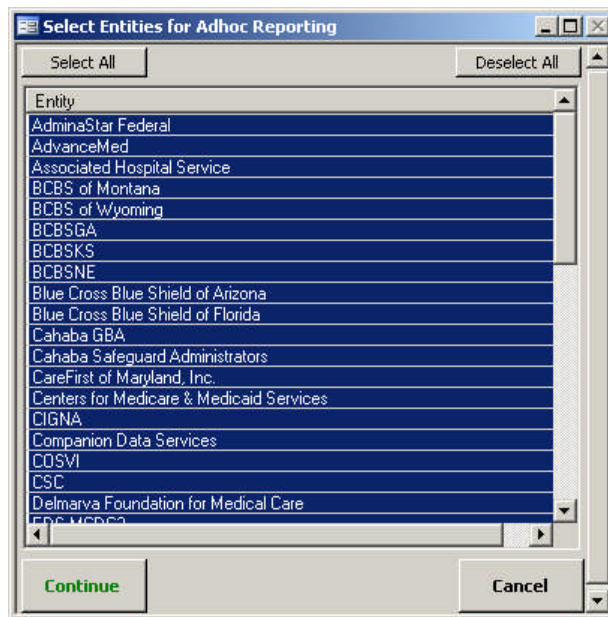 Select Entities for Adhoc Reporting
Select All Deselect All
Entity
AdminaStar Federal
AdvanceMed
Associated Hospital Service
BCBS of Montana
BCBS of Wyoming
BCBSGA
BCBSKS
BCBSNE
Blue Cross Blue Shield of Arizona
Blue Cross Blue Shield of Florida
Cahaba GBA
Cahaba Safeguard Administrators
CareFirst of Maryland, Inc.
Centers for Medicare & Medicaid Services
CIGNA
Companion Data Services
COSVI
CSC
Delmarva Foundation for Medical Care
Continue Cancel